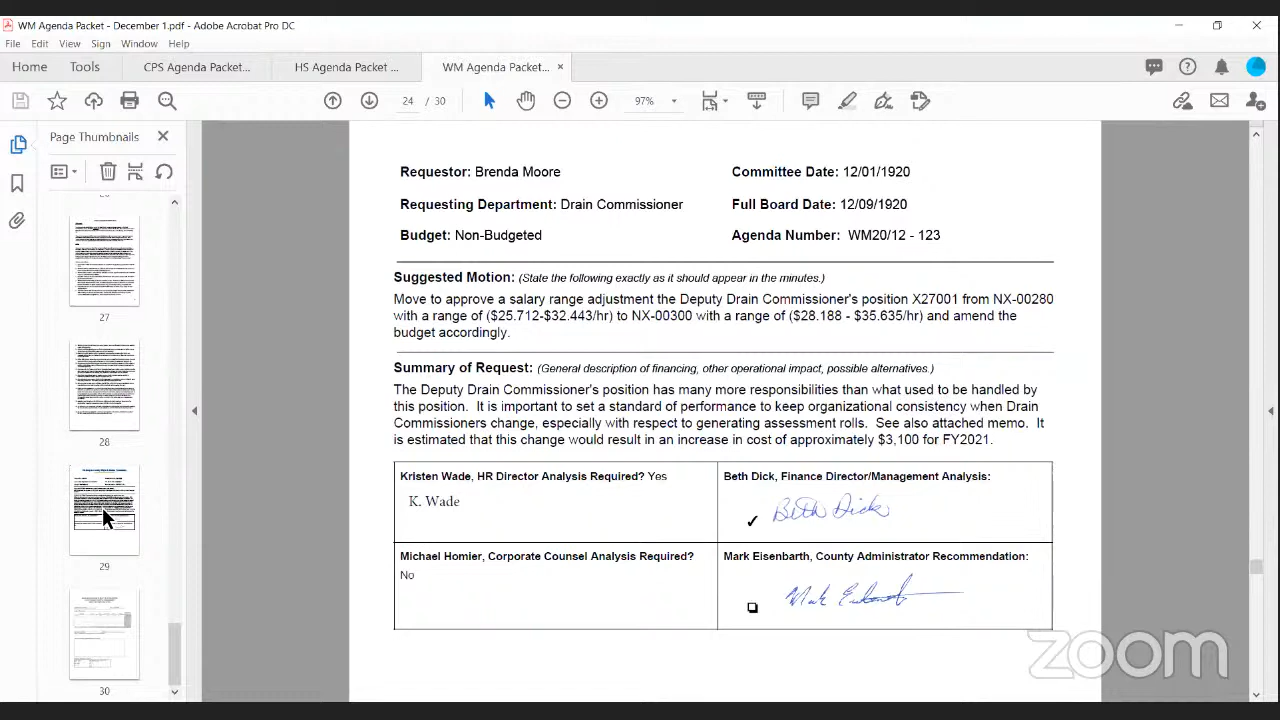 WM Agenda Packet - December 1.pdf - Adobe Acrobat Pro DC
File Edit View Sign Window Help
Home Tools CPS Agenda Packet... HS Agenda Packet ... WM Agenda Packet... ×
24 / 30 97%
Page Thumbnails
27
28
29
30
Requestor: Brenda Moore Committee Date: 12/01/1920
Requesting Department: Drain Commissioner Full Board Date: 12/09/1920
Budget: Non-Budgeted Agenda Number: WM20/12 - 123
Suggested Motion: (State the following exactly as it should appear in the minutes.)
Move to approve a salary range adjustment the Deputy Drain Commissioner's position X27001 from NX-00280
with a range of ($25.712-$32.443/hr) to NX-00300 with a range of ($28.188 - $35.635/hr) and amend the
budget accordingly.
Summary of Request: (General description of financing, other operational impact, possible alternatives.)
The Deputy Drain Commissioner's position has many more responsibilities than what used to be handled by
this position. It is important to set a standard of performance to keep organizational consistency when Drain
Commissioners change, especially with respect to generating assessment rolls. See also attached memo. It
is estimated that this change would result in an increase in cost of approximately $3,100 for FY2021.
Kristen Wade, HR Director Analysis Required? Yes
K. Wade
Beth Dick, Finance Director/Management Analysis:
Beth Dick
Michael Homier, Corporate Counsel Analysis Required?
No
Mark Eisenbarth, County Administrator Recommendation:
Mark Eisenbarth
zoom